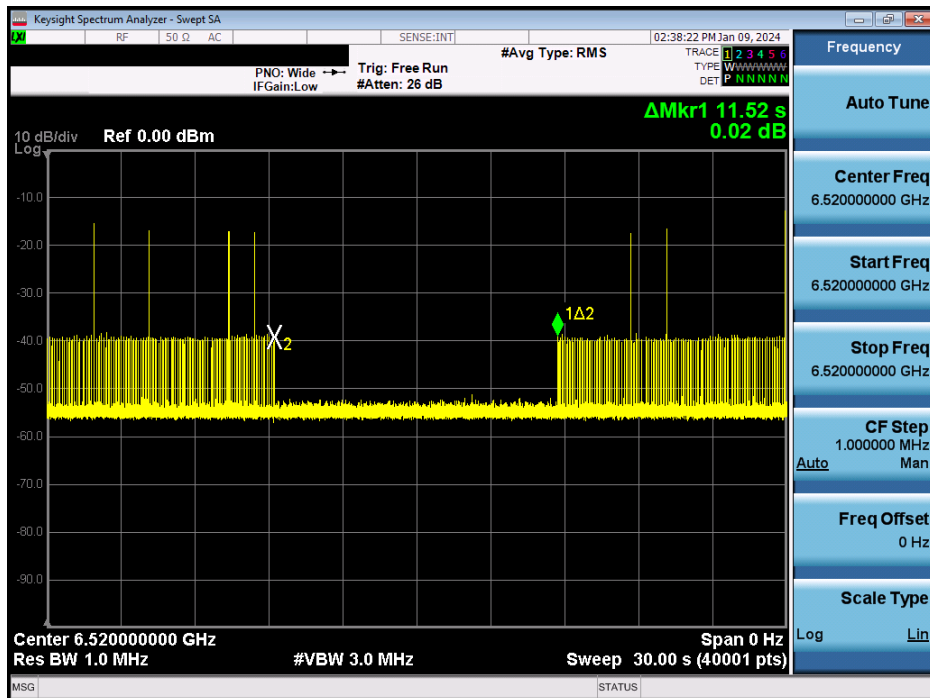 Keysight Spectrum Analyzer - Swept SA
LXI RF 50 Ω AC SENSE:INT 02:38:22 PM Jan 09, 2024
#Avg Type: RMS
TRACE 1 2 3 4 5 6
PNO: Wide Trig: Free Run
TYPE WWWWWW
IFGain:Low #Atten: 26 dB
DET P N N N N N
ΔMkr1 11.52 s
0.02 dB
10 dB/div Ref 0.00 dBm
Log
-10.0
-20.0
-30.0
-40.0
-50.0
-60.0
-70.0
-80.0
-90.0
1Δ2
X2
Center 6.520000000 GHz Span 0 Hz
Res BW 1.0 MHz #VBW 3.0 MHz Sweep 30.00 s (40001 pts)
MSG STATUS
Frequency
Auto Tune
Center Freq
6.520000000 GHz
Start Freq
6.520000000 GHz
Stop Freq
6.520000000 GHz
CF Step
1.000000 MHz
Auto Man
Freq Offset
0 Hz
Scale Type
Log Lin